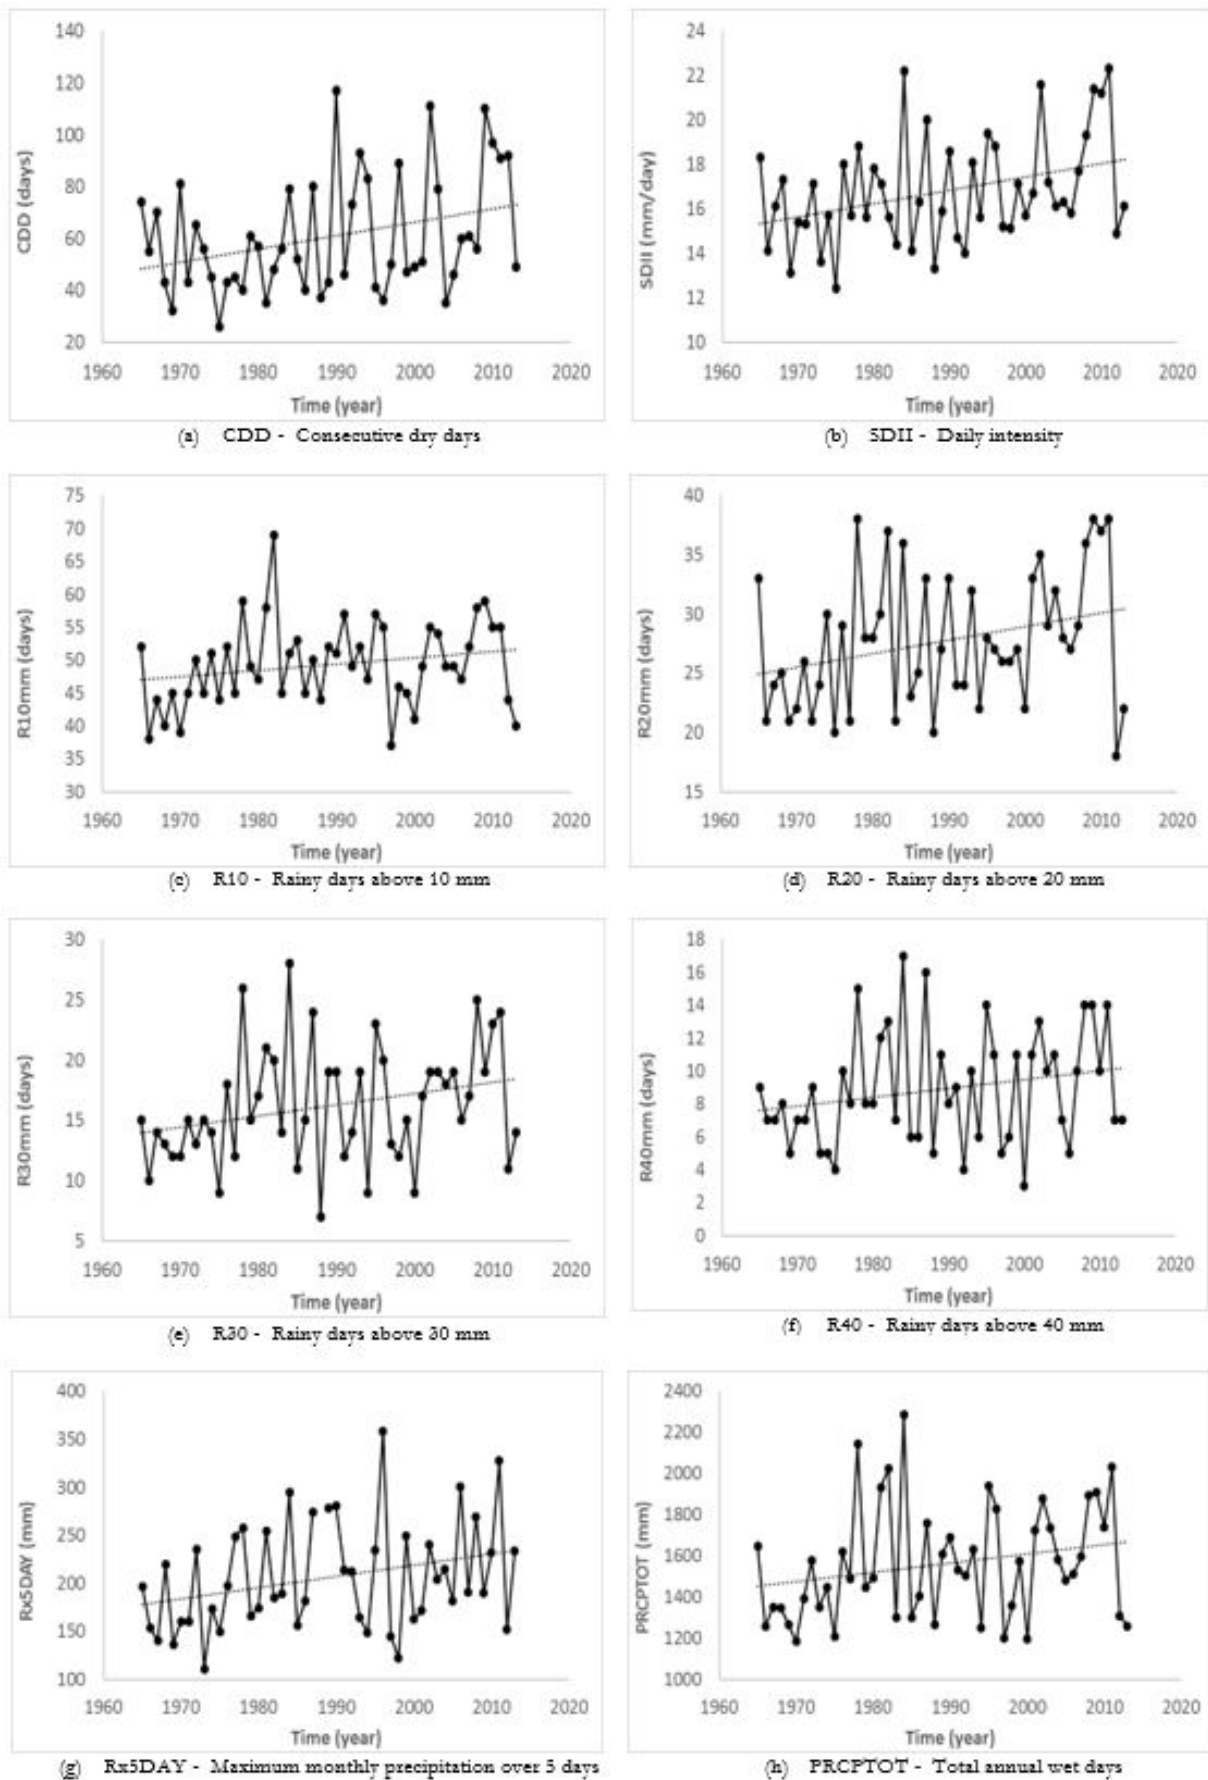 140
120
100
80
60
40
20
CDD (days)
1960 1970 1980 1990 2000 2010 2020
Time (year)
(a) CDD - Consecutive dry days
24
22
20
18
16
14
12
10
SDII (mm/day)
1960 1970 1980 1990 2000 2010 2020
Time (year)
(b) SDII - Daily intensity
75
70
65
60
55
50
45
40
35
30
R10mm (days)
1960 1970 1980 1990 2000 2010 2020
Time (year)
(c) R10 - Rainy days above 10 mm
40
35
30
25
20
15
R20mm (days)
1960 1970 1980 1990 2000 2010 2020
Time (year)
(d) R20 - Rainy days above 20 mm
30
25
20
15
10
5
R30mm (days)
1960 1970 1980 1990 2000 2010 2020
Time (year)
(e) R30 - Rainy days above 30 mm
18
16
14
12
10
8
6
4
2
0
R40mm (days)
1960 1970 1980 1990 2000 2010 2020
Time (year)
(f) R40 - Rainy days above 40 mm
400
350
300
250
200
150
100
Rx5DAY (mm)
1960 1970 1980 1990 2000 2010 2020
Time (year)
(g) Rx5DAY - Maximum monthly precipitation over 5 days
2400
2200
2000
1800
1600
1400
1200
1000
PRCPTOT (mm)
1960 1970 1980 1990 2000 2010 2020
Time (year)
(h) PRCPTOT - Total annual wet days